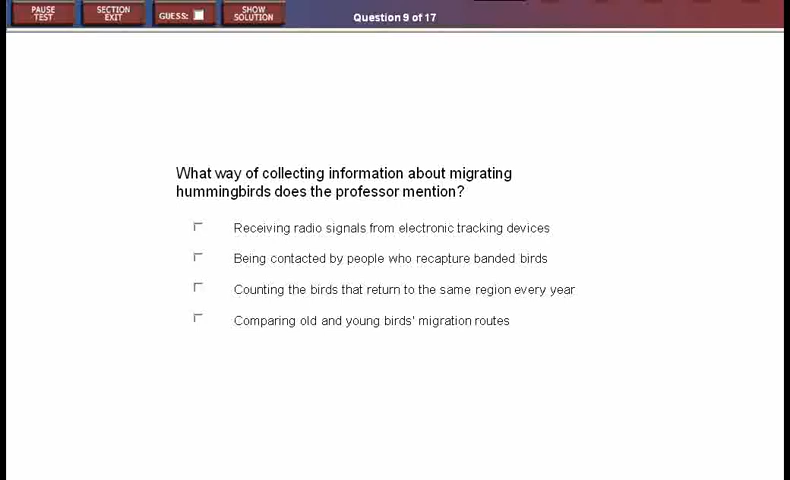 PAUSE
TEST
SECTION
EXIT
GUESS:
SHOW
SOLUTION
Question 9 of 17
What way of collecting information about migrating
hummingbirds does the professor mention?
Receiving radio signals from electronic tracking devices
Being contacted by people who recapture banded birds
Counting the birds that return to the same region every year
Comparing old and young birds' migration routes